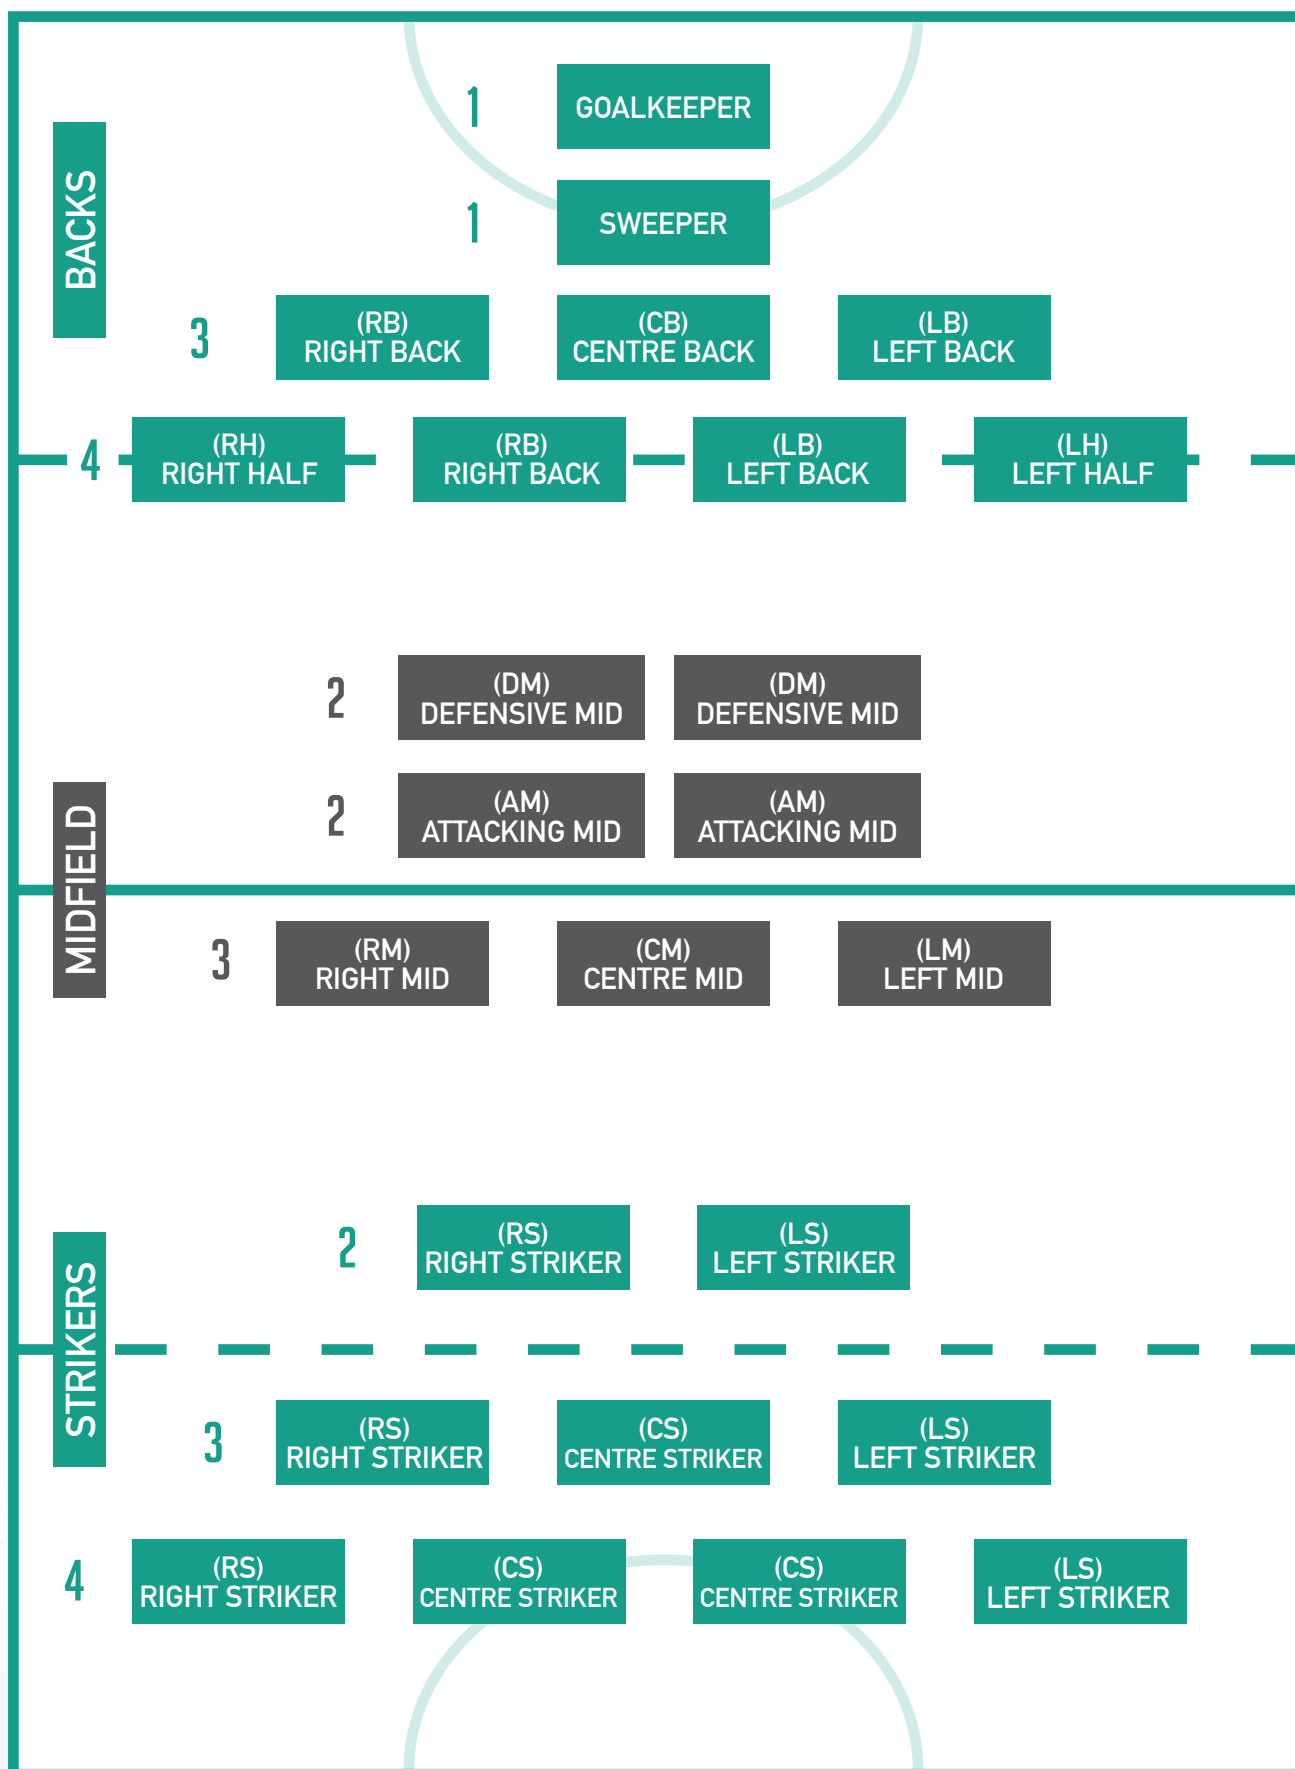 BACKS
1
GOALKEEPER
1
SWEEPER
3
(RB)
RIGHT BACK
(CB)
CENTRE BACK
(LB)
LEFT BACK
4
(RH)
RIGHT HALF
(RB)
RIGHT BACK
(LB)
LEFT BACK
(LH)
LEFT HALF
MIDFIELD
2
(DM)
DEFENSIVE MID
(DM)
DEFENSIVE MID
2
(AM)
ATTACKING MID
(AM)
ATTACKING MID
3
(RM)
RIGHT MID
(CM)
CENTRE MID
(LM)
LEFT MID
STRIKERS
2
(RS)
RIGHT STRIKER
(LS)
LEFT STRIKER
3
(RS)
RIGHT STRIKER
(CS)
CENTRE STRIKER
(LS)
LEFT STRIKER
4
(RS)
RIGHT STRIKER
(CS)
CENTRE STRIKER
(CS)
CENTRE STRIKER
(LS)
LEFT STRIKER